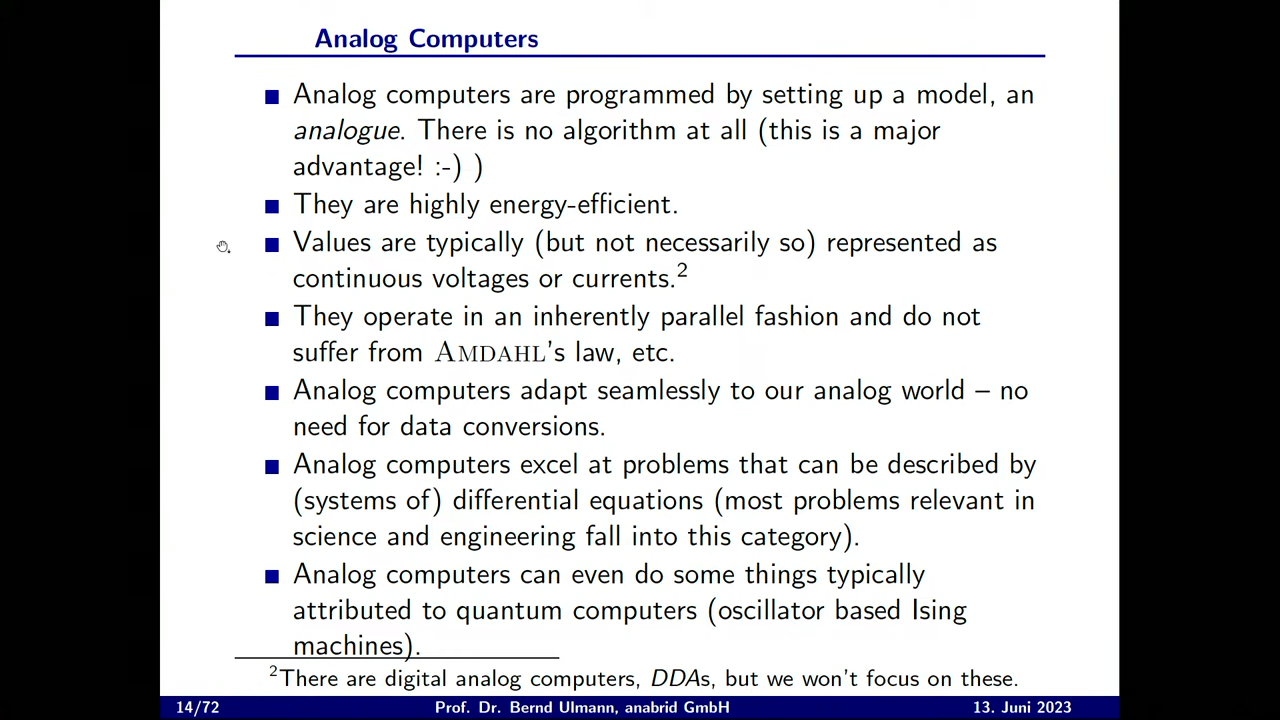 Analog Computers
Analog computers are programmed by setting up a model, an
analogue. There is no algorithm at all (this is a major
advantage! :-) )
They are highly energy-efficient.
Values are typically (but not necessarily so) represented as
continuous voltages or currents.²
They operate in an inherently parallel fashion and do not
suffer from AMDAHL's law, etc.
Analog computers adapt seamlessly to our analog world – no
need for data conversions.
Analog computers excel at problems that can be described by
(systems of) differential equations (most problems relevant in
science and engineering fall into this category).
Analog computers can even do some things typically
attributed to quantum computers (oscillator based Ising
machines).
²There are digital analog computers, DDAs, but we won't focus on these.
14/72 Prof. Dr. Bernd Ulmann, anabrid GmbH 13. Juni 2023